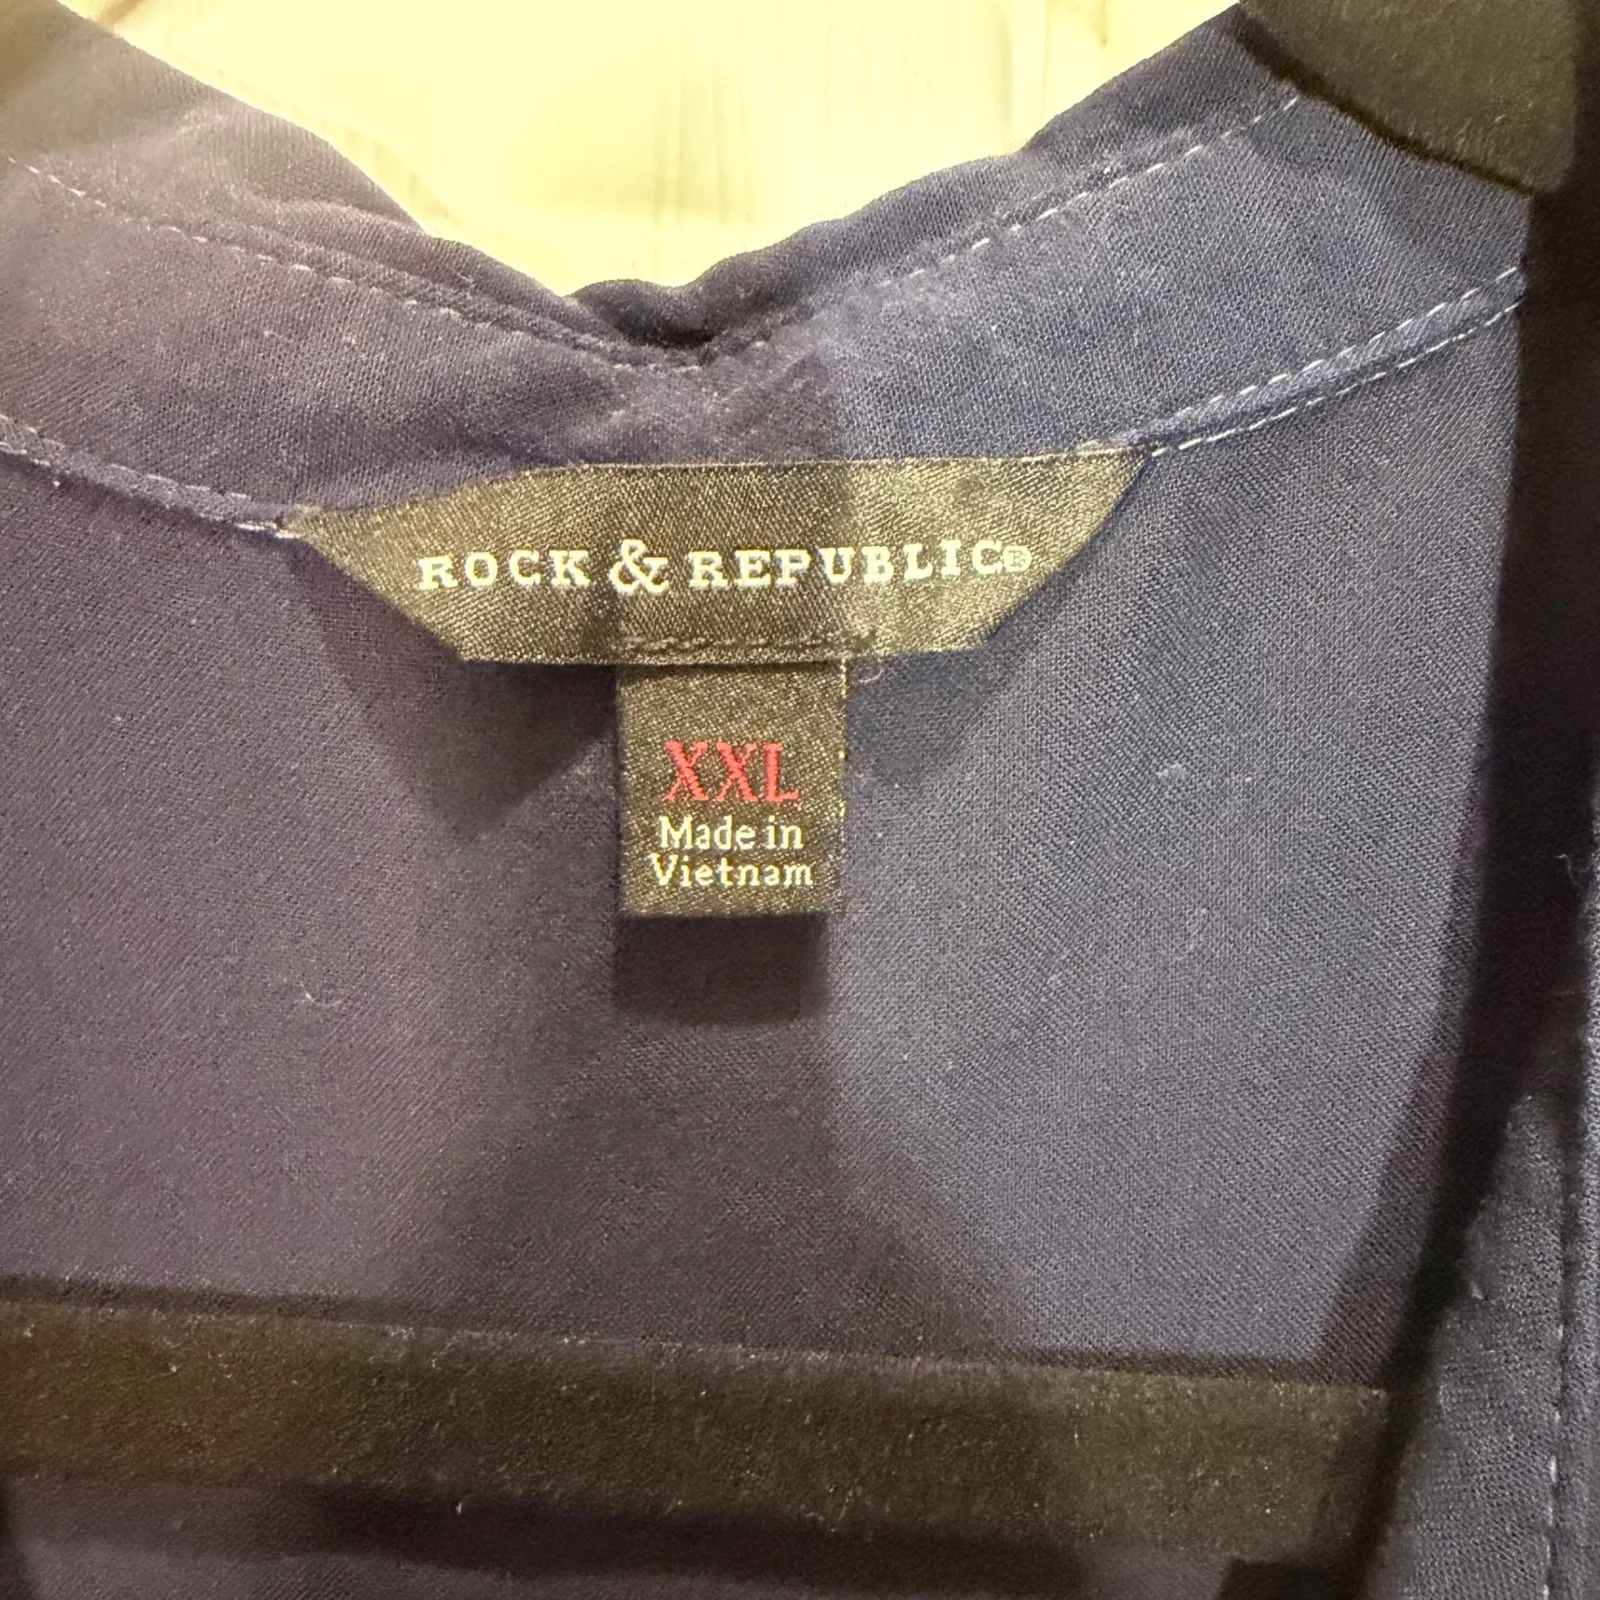 ROCK & REPUBLIC®
XXL
Made in
Vietnam